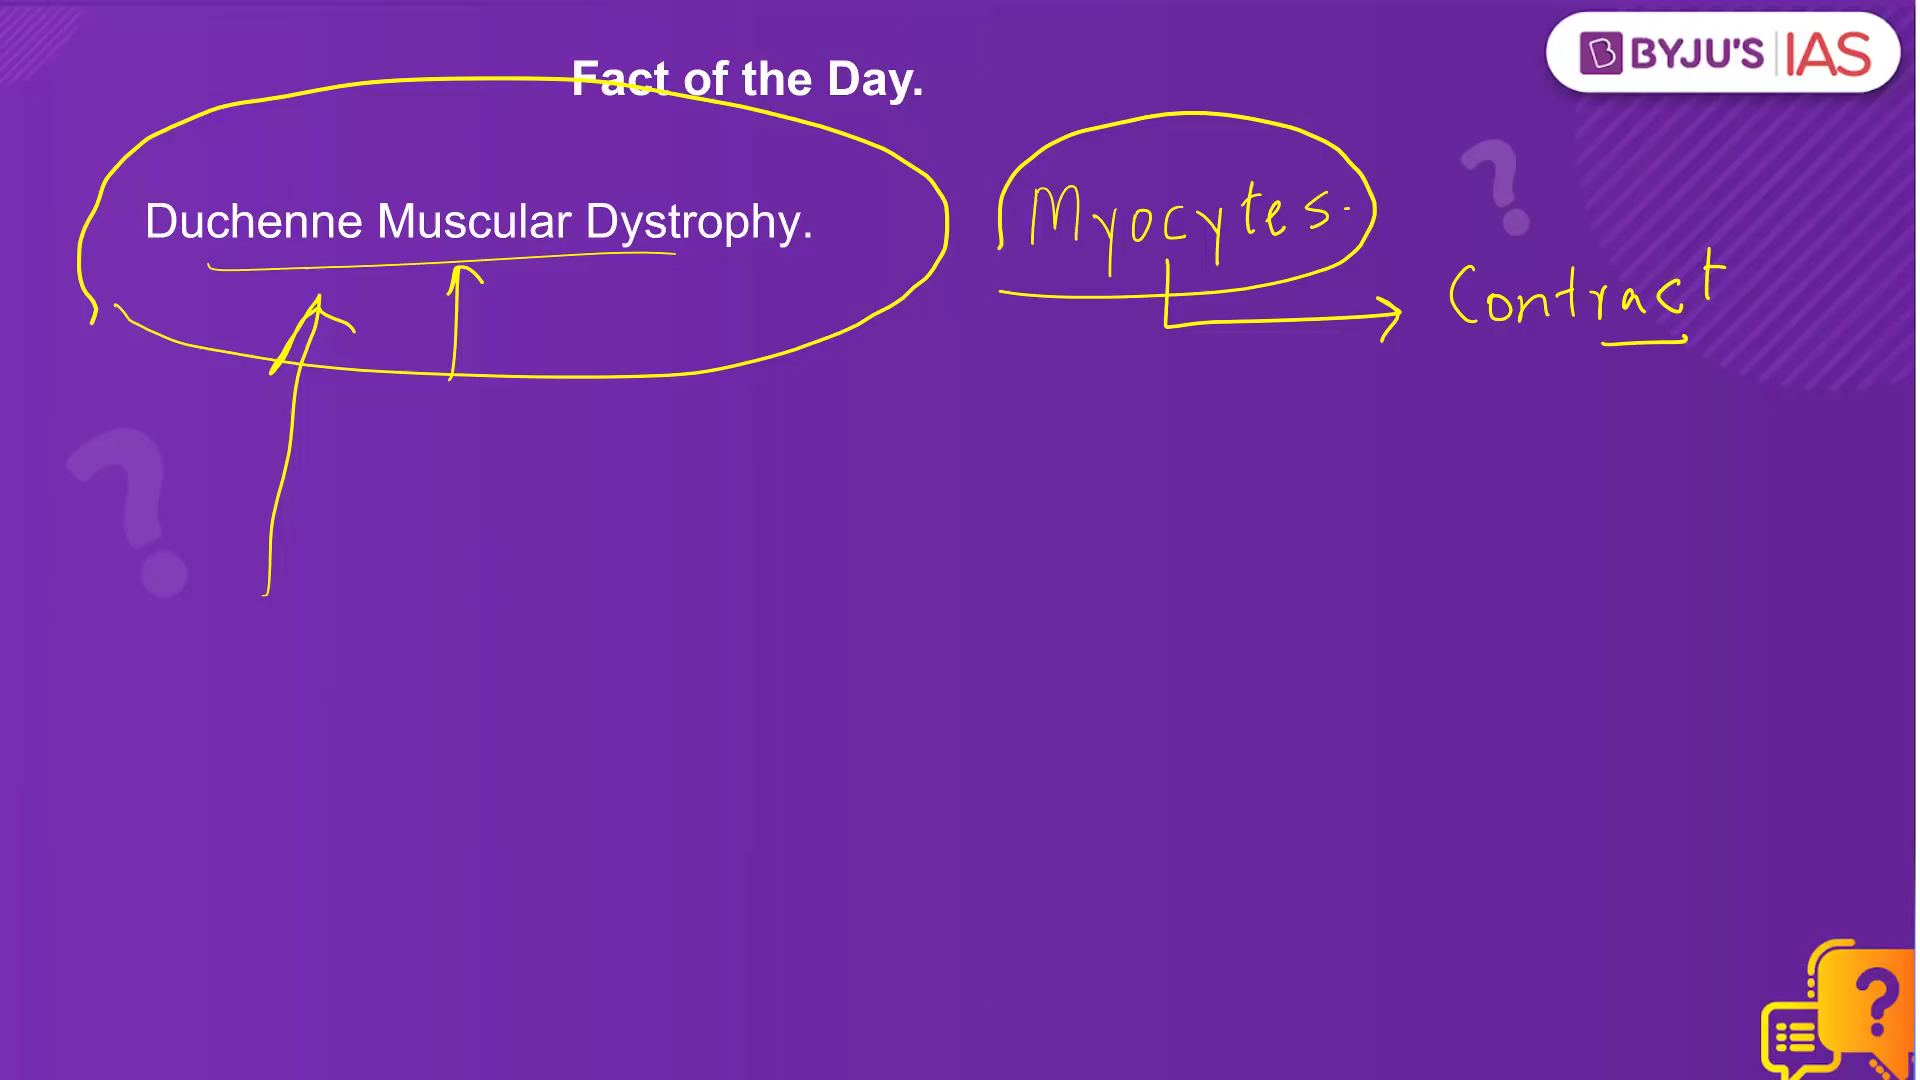 BYJU'S IAS
Fact of the Day.
Duchenne Muscular Dystrophy.
Myocytes.
Contract